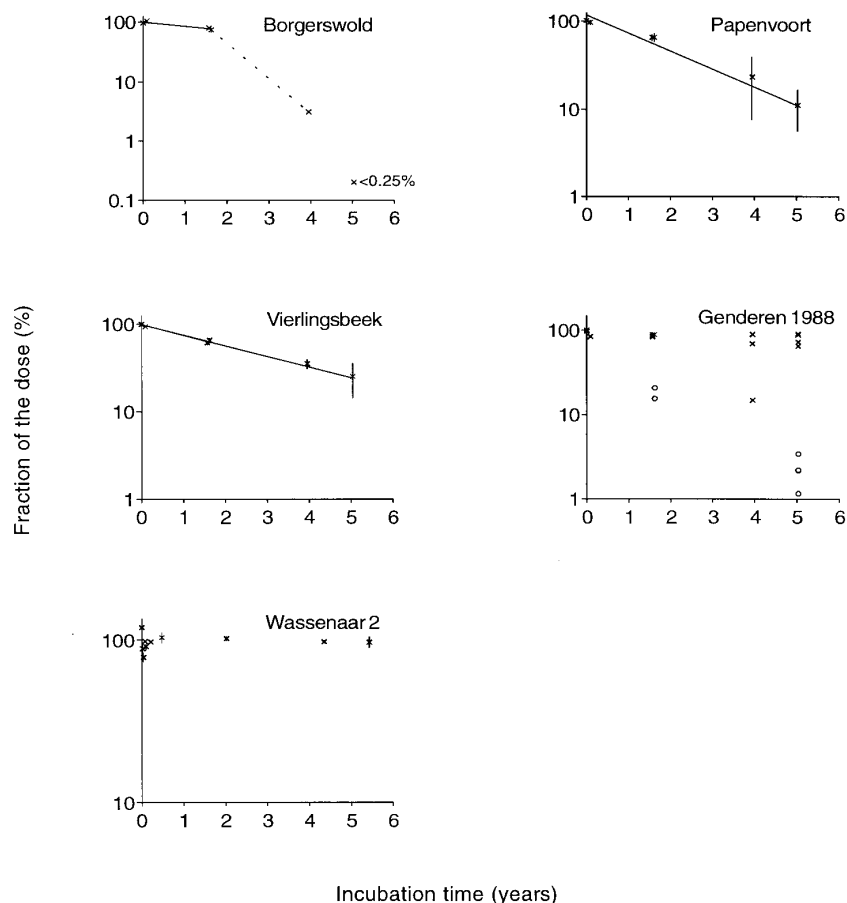 Borgerswold
100
10
1
0.1
<0.25%
0 1 2 3 4 5 6
Papenvoort
100
10
1
0 1 2 3 4 5 6
Fraction of the dose (%)
Vierlingsbeek
100
10
1
0 1 2 3 4 5 6
Genderen 1988
100
10
1
0 1 2 3 4 5 6
Wassenaar 2
100
10
0 1 2 3 4 5 6
Incubation time (years)